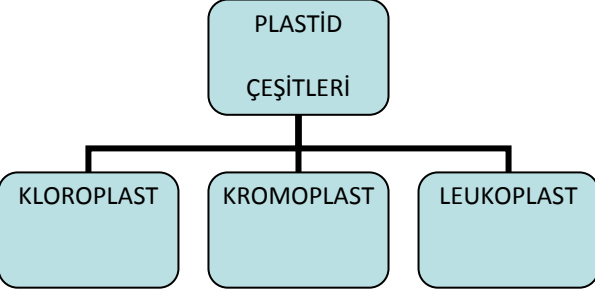 PLASTİD
ÇEŞİTLERİ
KLOROPLAST
KROMOPLAST
LEUKOPLAST